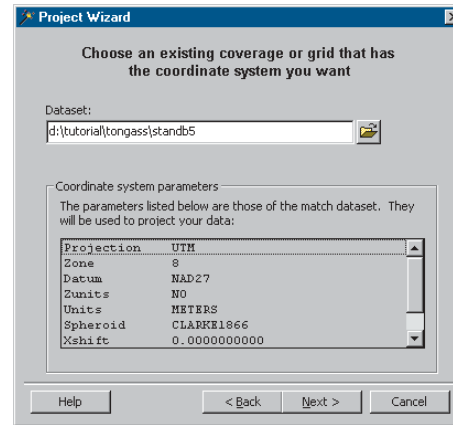 Project Wizard
Choose an existing coverage or grid that has
the coordinate system you want
Dataset:
d:\tutorial\tongass\standb5
Coordinate system parameters
The parameters listed below are those of the match dataset. They
will be used to project your data:
Projection UTM
Zone 8
Datum NAD27
Zunits NO
Units METERS
Spheroid CLARKE1866
Xshift 0.0000000000
Help
< Back
Next >
Cancel